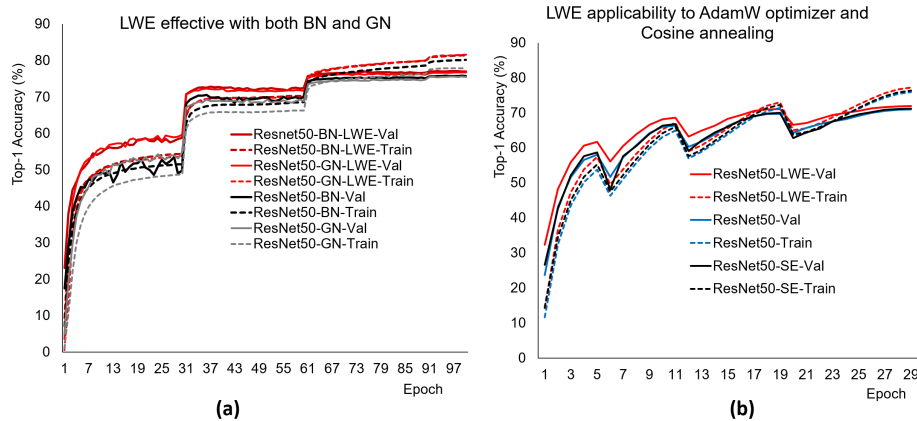 LWE effective with both BN and GN
Top-1 Accuracy (%)
90
80
70
60
50
40
30
20
10
0
Resnet50-BN-LWE-Val
ResNet50-BN-LWE-Train
ResNet50-GN-LWE-Val
ResNet50-GN-LWE-Train
ResNet50-BN-Val
ResNet50-BN-Train
ResNet50-GN-Val
ResNet50-GN-Train
1 7 13 19 25 31 37 43 49 55 61 67 73 79 85 91 97
Epoch
(a)
LWE applicability to AdamW optimizer and
Cosine annealing
Top-1 Accuracy (%)
90
80
70
60
50
40
30
20
10
0
ResNet50-LWE-Val
ResNet50-LWE-Train
ResNet50-Val
ResNet50-Train
ResNet50-SE-Val
ResNet50-SE-Train
1 3 5 7 9 11 13 15 17 19 21 23 25 27 29
Epoch
(b)